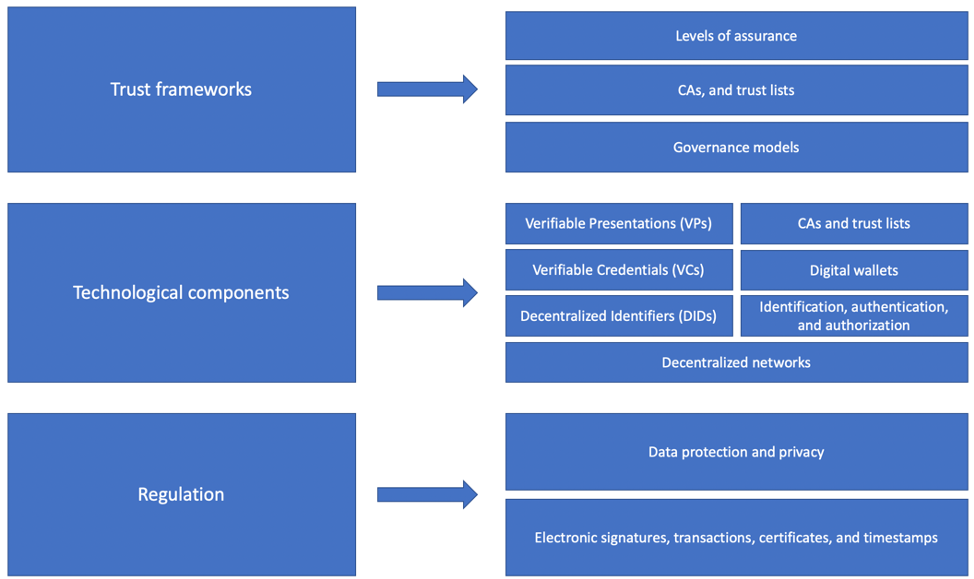 Trust frameworks
Levels of assurance
CAs, and trust lists
Governance models
Technological components
Verifiable Presentations (VPs)
CAs and trust lists
Verifiable Credentials (VCs)
Digital wallets
Decentralized Identifiers (DIDs)
Identification, authentication,
and authorization
Decentralized networks
Regulation
Data protection and privacy
Electronic signatures, transactions, certificates, and timestamps